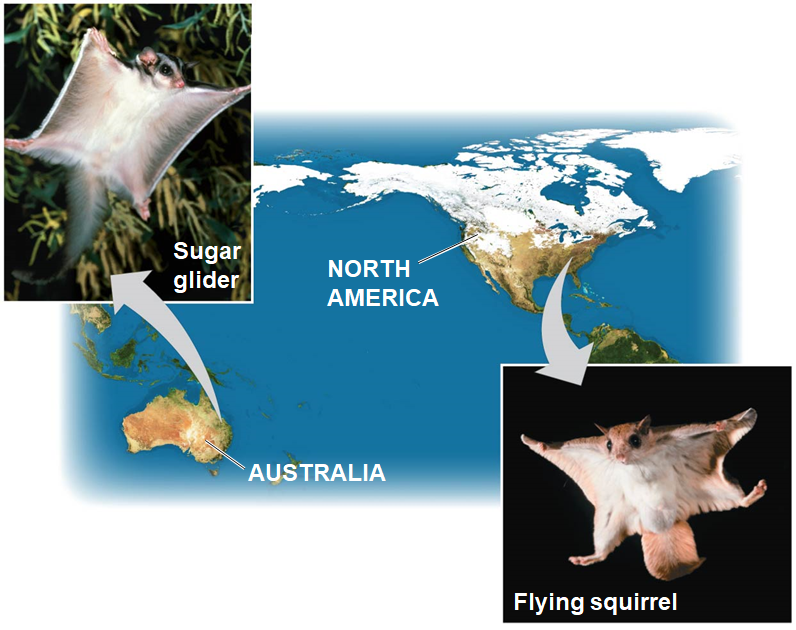 Sugar
glider
NORTH
AMERICA
AUSTRALIA
Flying squirrel